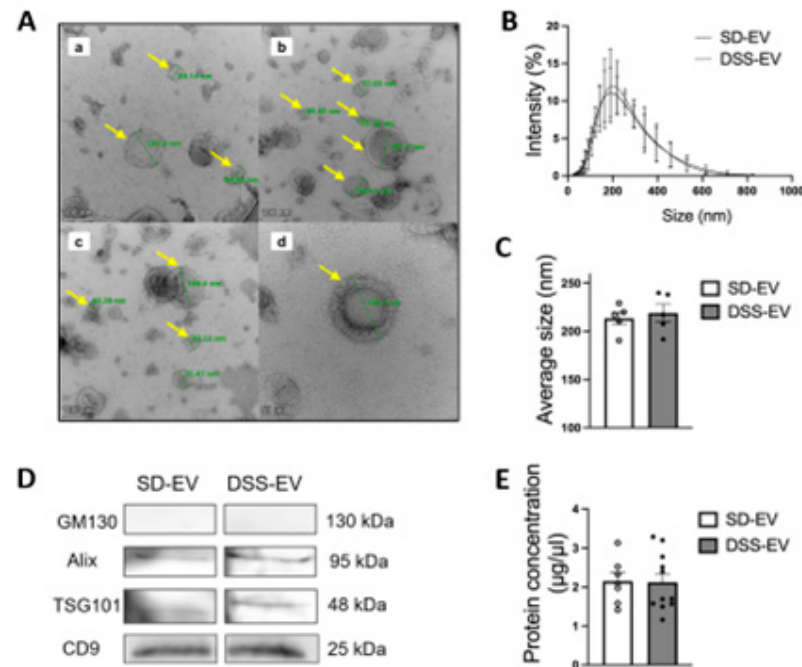 A
a
b
c
d
B
Intensity (%)
20
15
10
5
0
0 200 400 600 800 1000
Size (nm)
SD-EV
DSS-EV
C
Average size (nm)
250
200
150
100
SD-EV
DSS-EV
D
SD-EV DSS-EV
GM130 130 kDa
Alix 95 kDa
TSG101 48 kDa
CD9 25 kDa
E
Protein concentration
(µg/µl)
4
3
2
1
0
SD-EV
DSS-EV